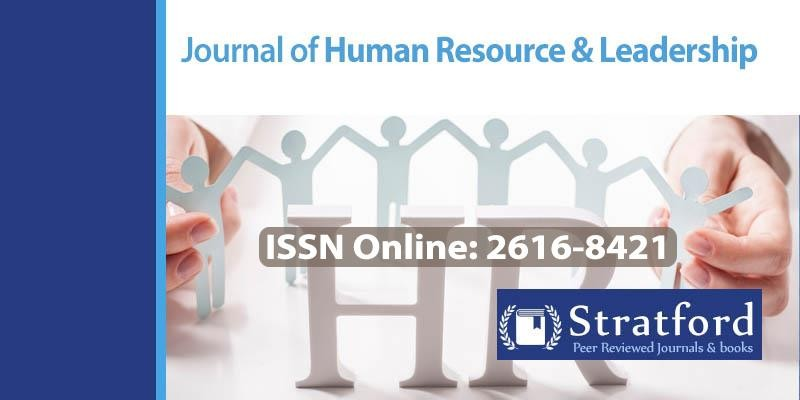 Journal of Human Resource & Leadership
HR
ISSN Online: 2616-8421
Stratford
Peer Reviewed Journals & books